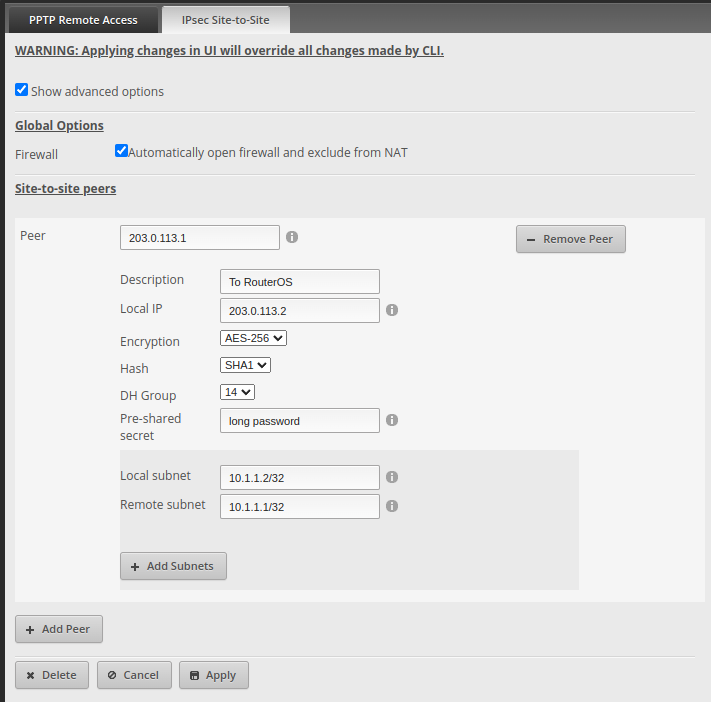 PPTP Remote Access
IPsec Site-to-Site
WARNING: Applying changes in UI will override all changes made by CLI.
Show advanced options
Global Options
Firewall
Automatically open firewall and exclude from NAT
Site-to-site peers
Peer
203.0.113.1
Remove Peer
Description
To RouterOS
Local IP
203.0.113.2
Encryption
AES-256
Hash
SHA1
DH Group
14
Pre-shared
secret
long password
Local subnet
10.1.1.2/32
Remote subnet
10.1.1.1/32
Add Subnets
Add Peer
Delete
Cancel
Apply